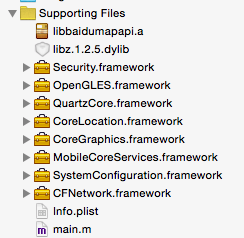 Supporting Files
libbaidumapapi.a
libz.1.2.5.dylib
Security.framework
OpenGLES.framework
QuartzCore.framework
CoreLocation.framework
CoreGraphics.framework
MobileCoreServices.framework
SystemConfiguration.framework
CFNetwork.framework
Info.plist
main.m